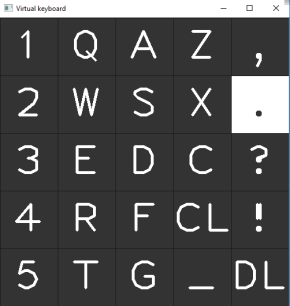 Virtual keyboard
1 Q A Z ,
2 W S X .
3 E D C ?
4 R F CL !
5 T G _ DL